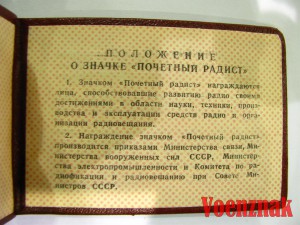 ПОЛОЖЕНИЕ
О ЗНАЧКЕ «ПОЧЕТНЫЙ РАДИСТ»
1. Значком «Почетный радист» награждаются
лица, способствовавшие развитию радио своими
достижениями в области науки, техники, произ-
водства и эксплуатации средств радио и ор-
ганизации радиовещания.
2. Награждение значком «Почетный радист»
производится приказами Министерства связи, Ми-
нистерства вооруженных сил СССР, Министер-
ства электропромышленности и Комитета по ра-
диофикации и радиовещанию при Совете Ми-
нистров СССР.
Voenznak